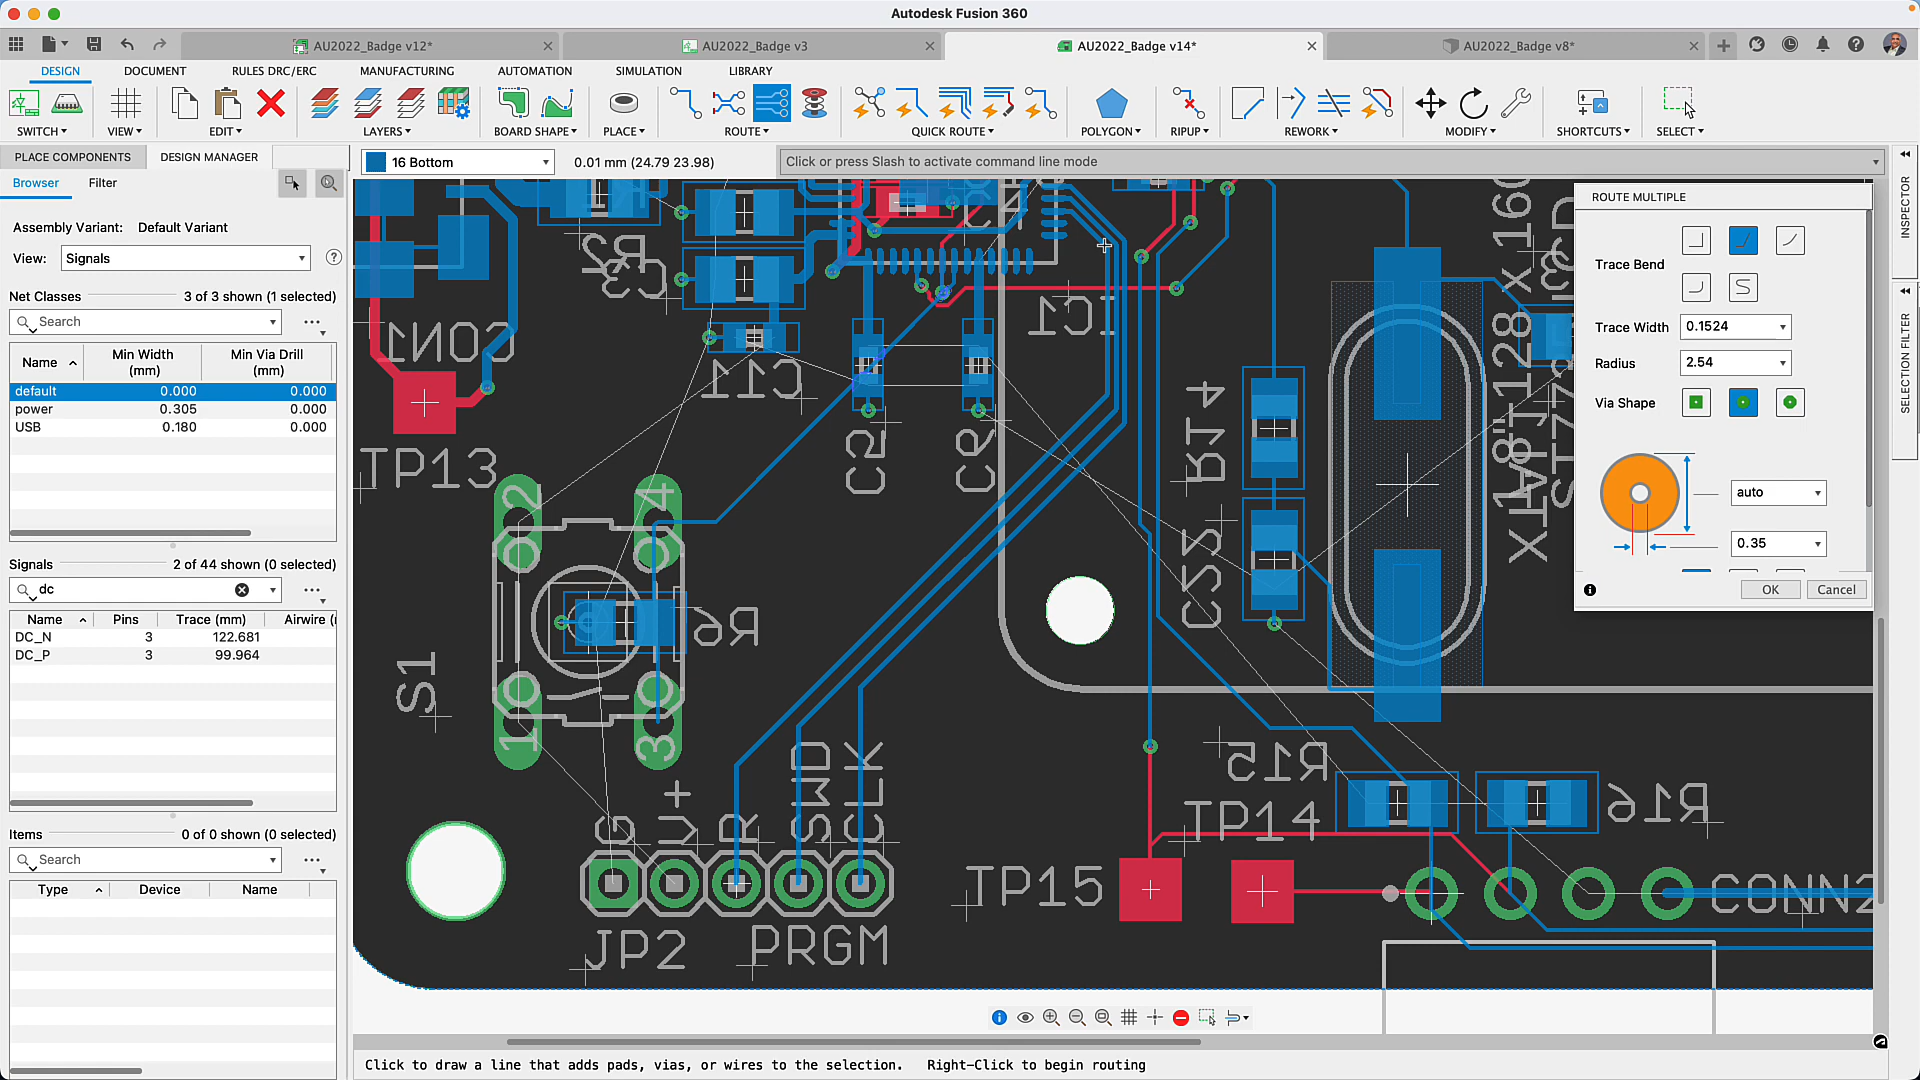 Autodesk Fusion 360
AU2022_Badge v12*
AU2022_Badge v3
AU2022_Badge v14*
AU2022_Badge v8*
DESIGN
DOCUMENT
RULES DRC/ERC
MANUFACTURING
AUTOMATION
SIMULATION
LIBRARY
SWITCH
VIEW
EDIT
LAYERS
BOARD SHAPE
PLACE
ROUTE
QUICK ROUTE
POLYGON
RIPUP
REWORK
MODIFY
SHORTCUTS
SELECT
PLACE COMPONENTS
DESIGN MANAGER
16 Bottom
0.01 mm (24.79 23.98)
Click or press Slash to activate command line mode
Browser
Filter
Assembly Variant: Default Variant
View: Signals
Net Classes 3 of 3 shown (1 selected)
Search
Name Min Width (mm) Min Via Drill (mm)
default 0.000 0.000
power 0.305 0.000
USB 0.180 0.000
Signals 2 of 44 shown (0 selected)
dc
Name Pins Trace (mm) Airwire (
DC_N 3 122.681
DC_P 3 99.964
Items 0 of 0 shown (0 selected)
Search
Type Device Name
ROUTE MULTIPLE
Trace Bend
Trace Width 0.1524
Radius 2.54
Via Shape
auto
0.35
OK
Cancel
INSPECTOR
SELECTION FILTER
CON1
C3
C11
IC1
TP13
C2
C9
R14
C22
2
4
1
3
S1
R6
G
V+
R
SWD
CLK
JP2
PRGM
R15
TP14
R16
TP15
CONN2
Click to draw a line that adds pads, vias, or wires to the selection. Right-Click to begin routing